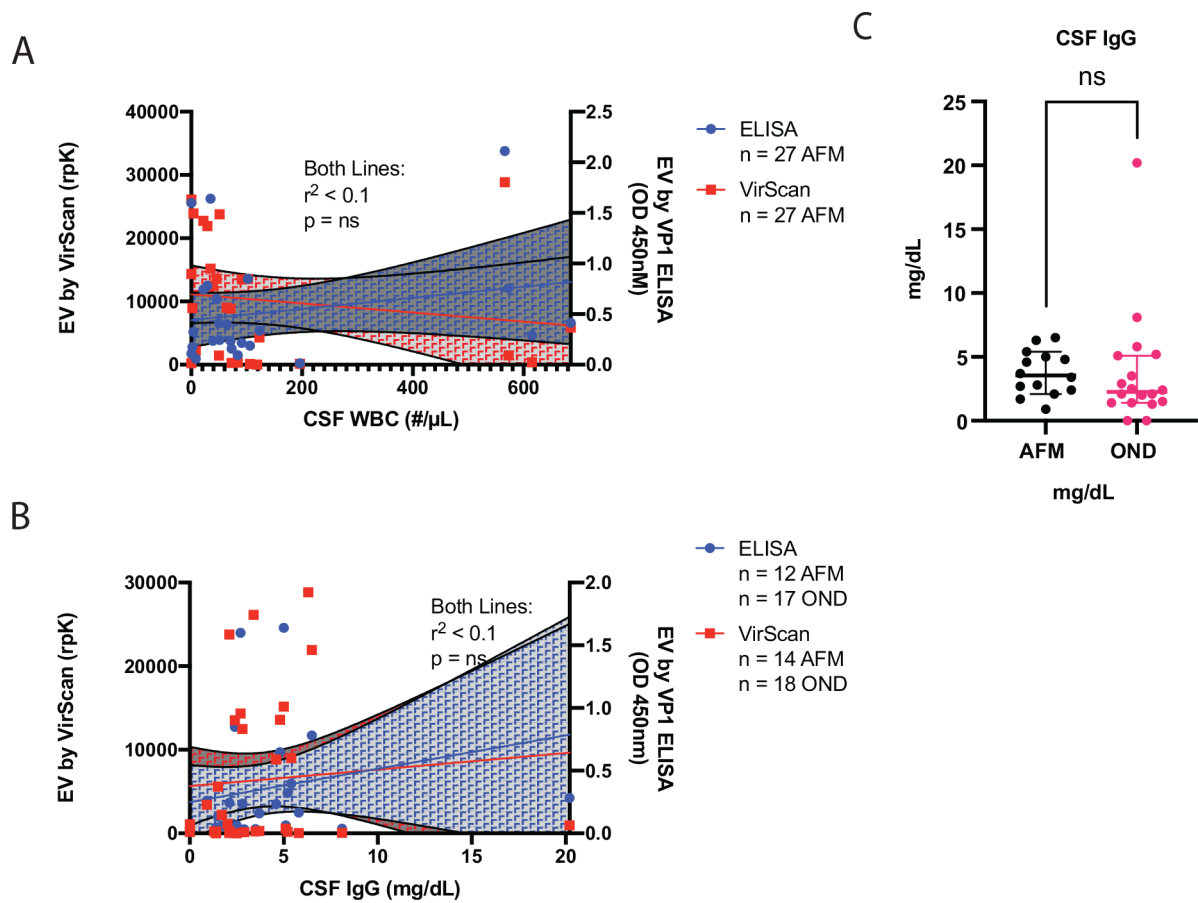 A
40000
30000
20000
10000
0
EV by VirScan (rpK)
Both Lines:
r² < 0.1
p = ns
2.5
2.0
1.5
1.0
0.5
0.0
EV by VP1 ELISA
(OD 450nM)
0
200
400
600
CSF WBC (#/µL)
ELISA
n = 27 AFM
VirScan
n = 27 AFM
C
CSF IgG
ns
25
20
15
10
5
0
mg/dL
AFM
OND
mg/dL
B
30000
20000
10000
0
EV by VirScan (rpK)
Both Lines:
r² < 0.1
p = ns
2.0
1.5
1.0
0.5
0.0
EV by VP1 ELISA
(OD 450nm)
0
5
10
15
20
CSF IgG (mg/dL)
ELISA
n = 12 AFM
n = 17 OND
VirScan
n = 14 AFM
n = 18 OND